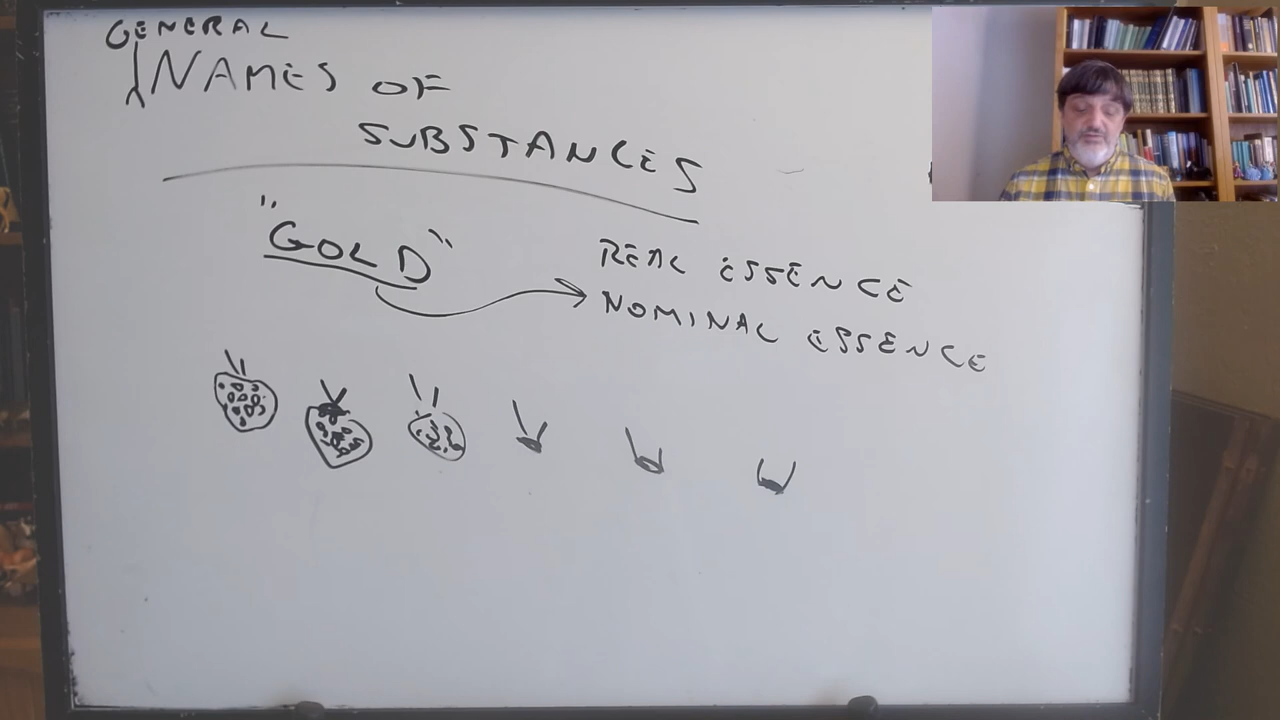 GENERAL
NAMES OF
SUBSTANCES
"GOLD"
REAL ESSENCE
NOMINAL ESSENCE